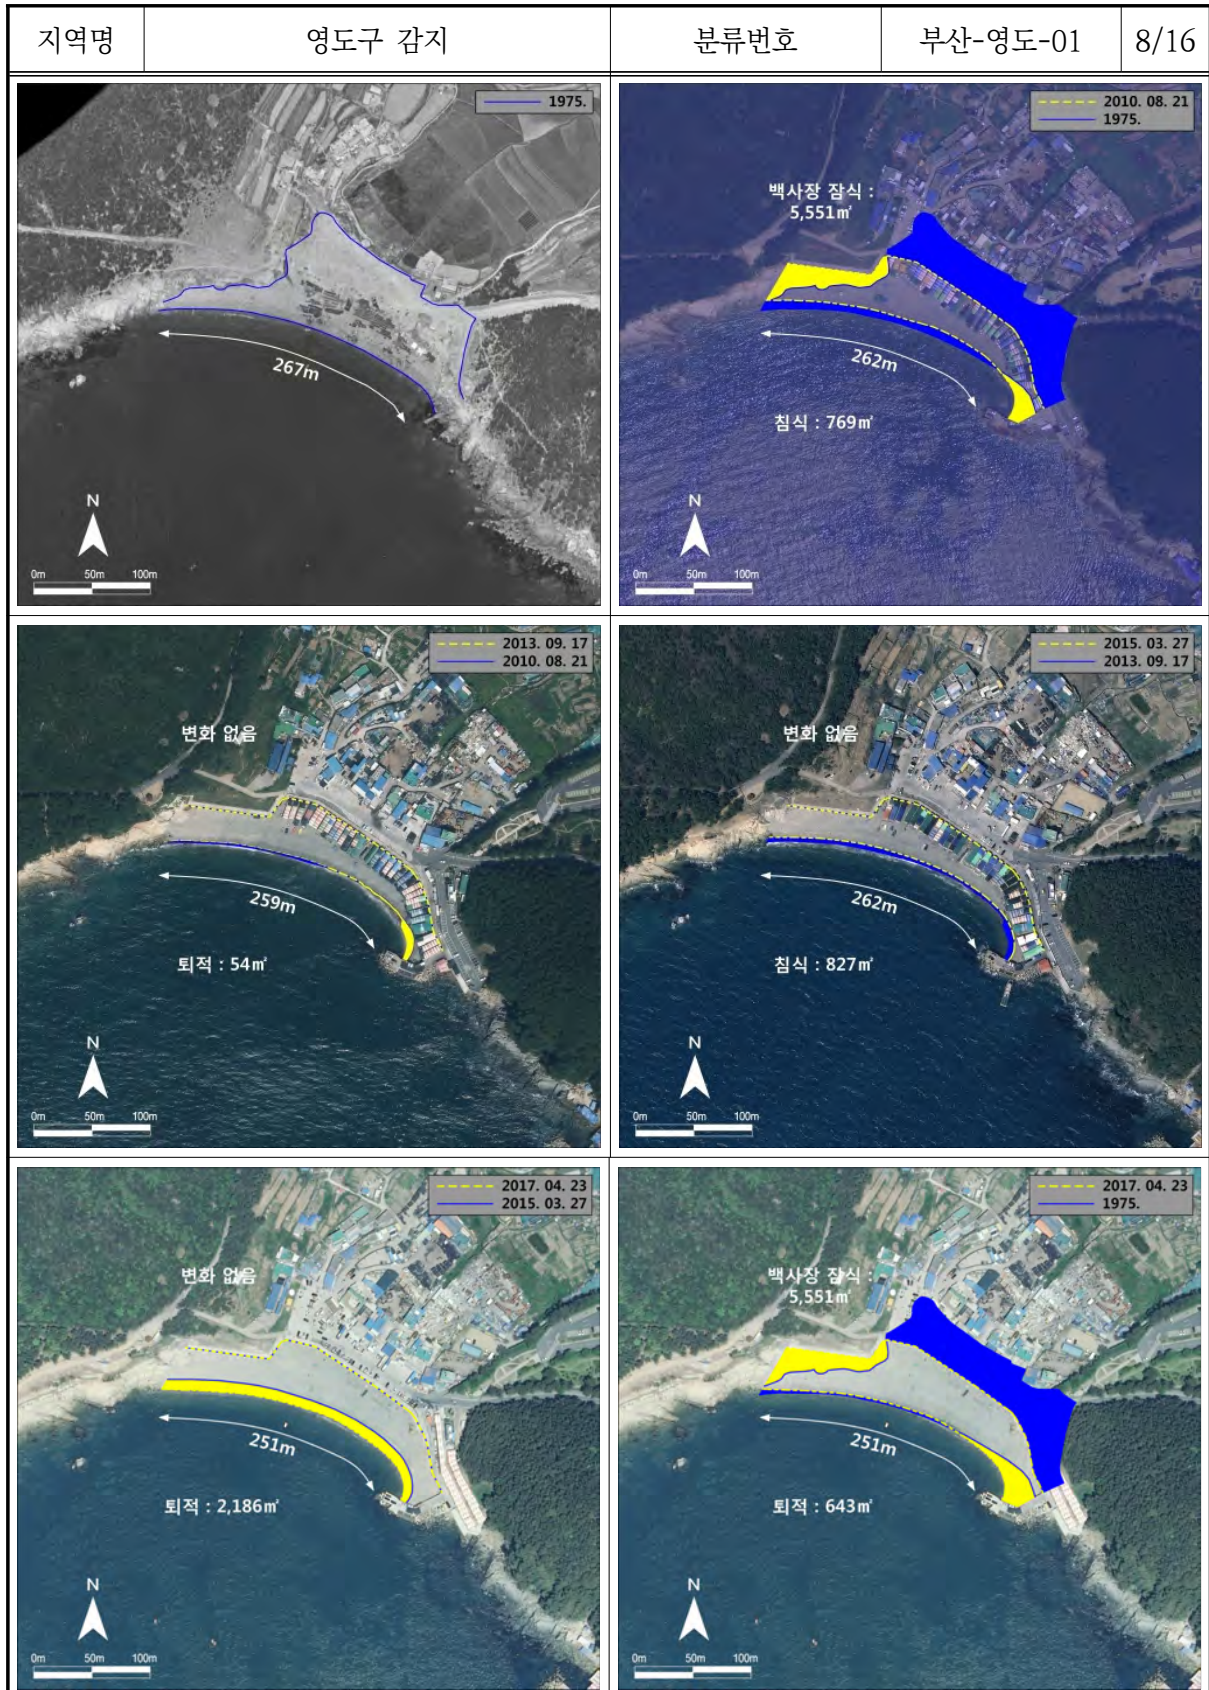 지역명 영도구 감지 분류번호 부산-영도-01 8/16
1975.
267m
N
0m 50m 100m
2010. 08. 21
1975.
백사장 잠식 :
5,551㎡
262m
침식 : 769㎡
N
0m 50m 100m
2013. 09. 17
2010. 08. 21
변화 없음
259m
퇴적 : 54㎡
N
0m 50m 100m
2015. 03. 27
2013. 09. 17
변화 없음
262m
침식 : 827㎡
N
0m 50m 100m
2017. 04. 23
2015. 03. 27
변화 없음
251m
퇴적 : 2,186㎡
N
0m 50m 100m
2017. 04. 23
1975.
백사장 잠식 :
5,551㎡
251m
퇴적 : 643㎡
N
0m 50m 100m